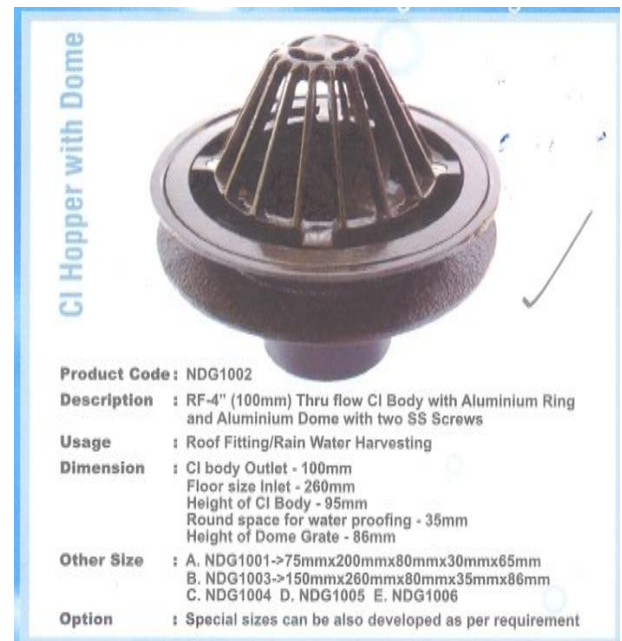 CI Hopper with Dome
Product Code : NDG1002
Description : RF-4" (100mm) Thru flow CI Body with Aluminium Ring
and Aluminium Dome with two SS Screws
Usage : Roof Fitting/Rain Water Harvesting
Dimension : CI body Outlet - 100mm
Floor size Inlet - 260mm
Height of CI Body - 95mm
Round space for water proofing - 35mm
Height of Dome Grate - 86mm
Other Size : A. NDG1001->75mmx200mmx80mmx30mmx65mm
B. NDG1003->150mmx260mmx80mmx35mmx86mm
C. NDG1004 D. NDG1005 E. NDG1006
Option : Special sizes can be also developed as per requirement